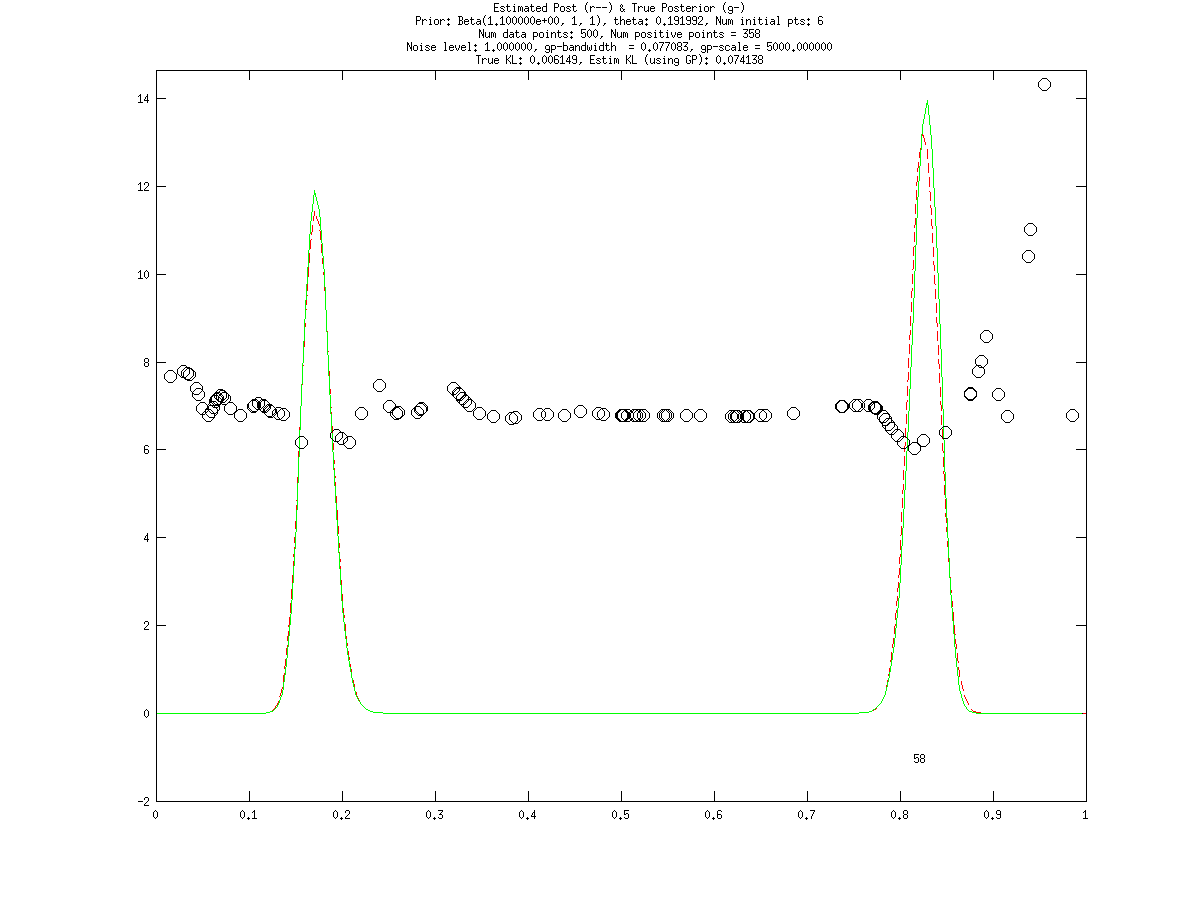 Estimated Post (r--) & True Posterior (g-)
Prior: Beta(1.100000e+00, 1, 1), theta: 0.191992, Num initial pts: 6
Num data points: 500, Num positive points = 358
Noise level: 1.000000, gp-bandwidth  = 0.077083, gp-scale = 5000.000000
True KL: 0.006149, Estim KL (using GP): 0.074138
14
12
10
8
6
4
2
0
58
-2
0 0.1 0.2 0.3 0.4 0.5 0.6 0.7 0.8 0.9 1